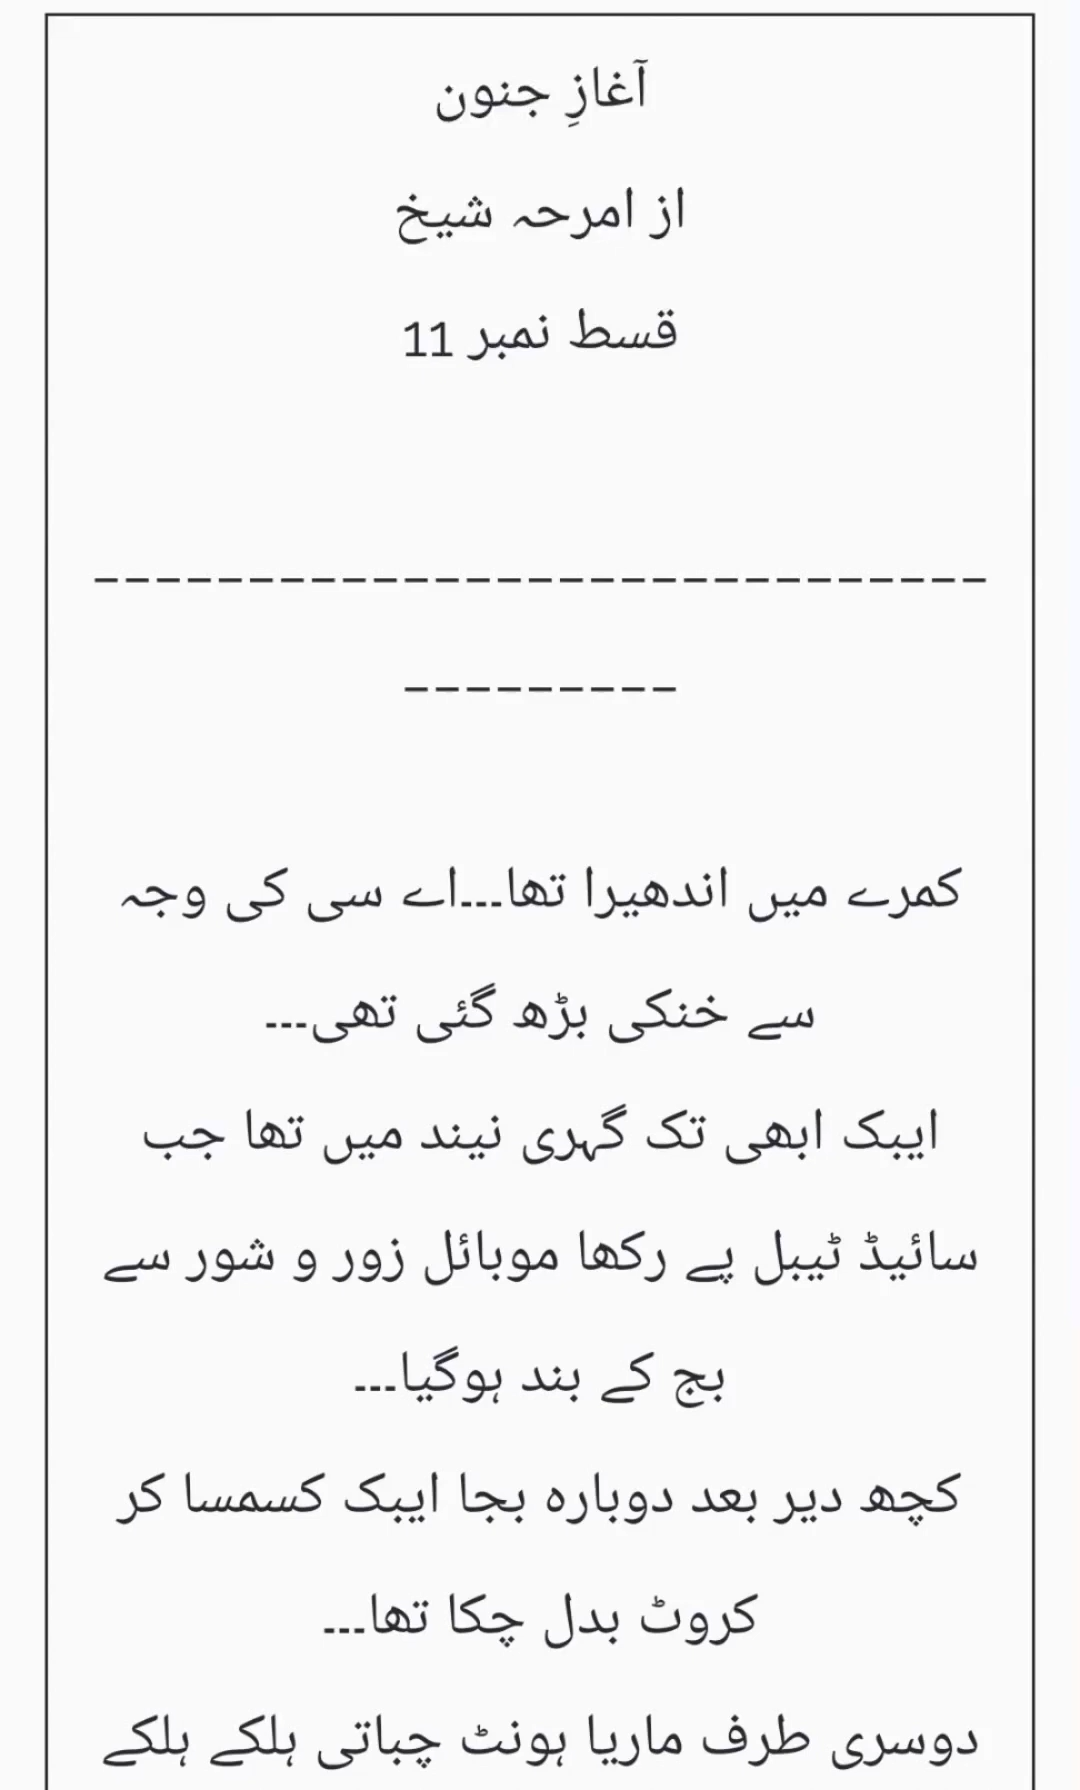 آغازِ جنون
از امرحہ شیخ
قسط نمبر 11
_____________________________
_________
کمرے میں اندھیرا تھا۔۔۔اے سی کی وجہ
سے خنکی بڑھ گئی تھی۔۔۔
ایبک ابھی تک گہری نیند میں تھا جب
سائیڈ ٹیبل پے رکھا موبائل زور و شور سے
بج کے بند ہوگیا۔۔۔
کچھ دیر بعد دوبارہ بجا ایبک کسمسا کر
کروٹ بدل چکا تھا۔۔۔
دوسری طرف ماریا ہونٹ چباتی ہلکے ہلکے